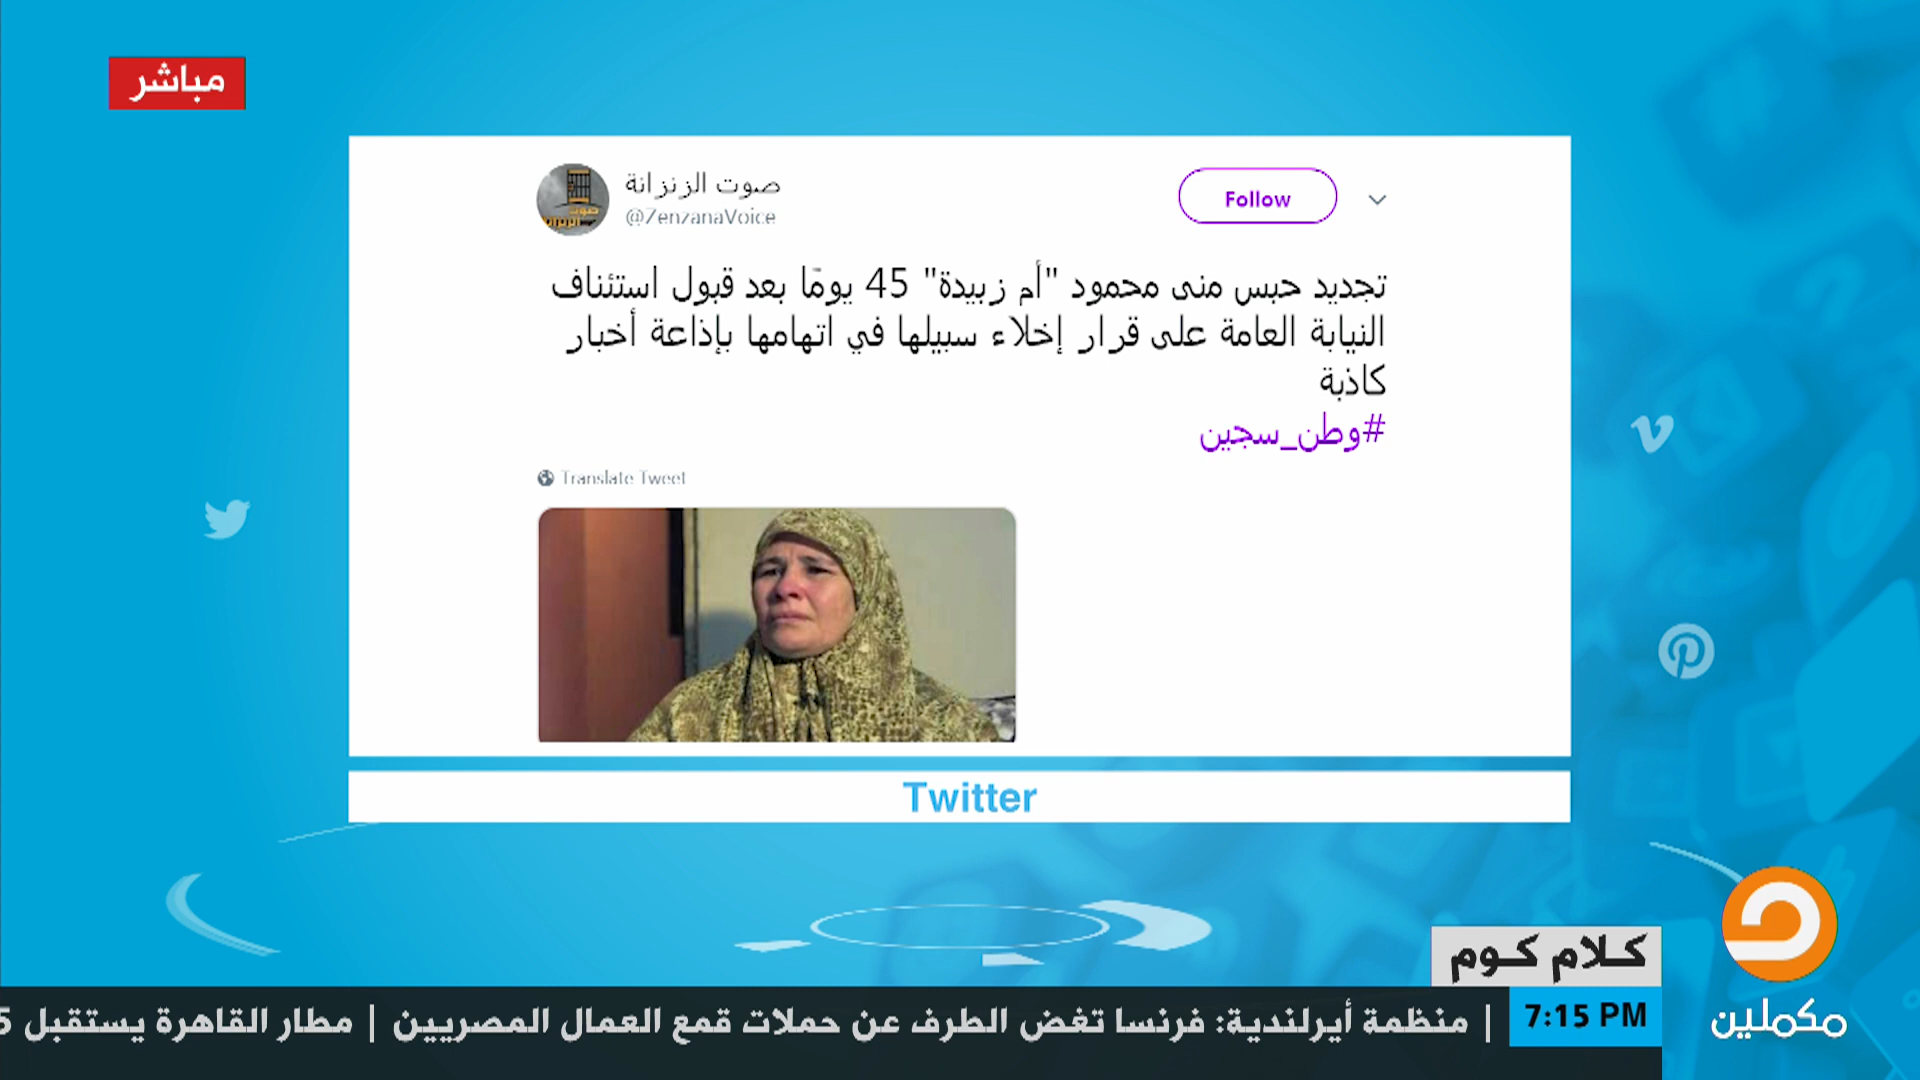 مباشر
صوت الزنزانة
@ZenzanaVoice
Follow
تجديد حبس منى محمود "أم زبيدة" 45 يومًا بعد قبول استئناف
النيابة العامة على قرار إخلاء سبيلها في اتهامها بإذاعة أخبار
كاذبة
#وطن_سجين
Translate Tweet
Twitter
كلام كوم
7:15 PM
| منظمة أيرلندية: فرنسا تغض الطرف عن حملات قمع العمال المصريين | مطار القاهرة يستقبل 5
مكملين